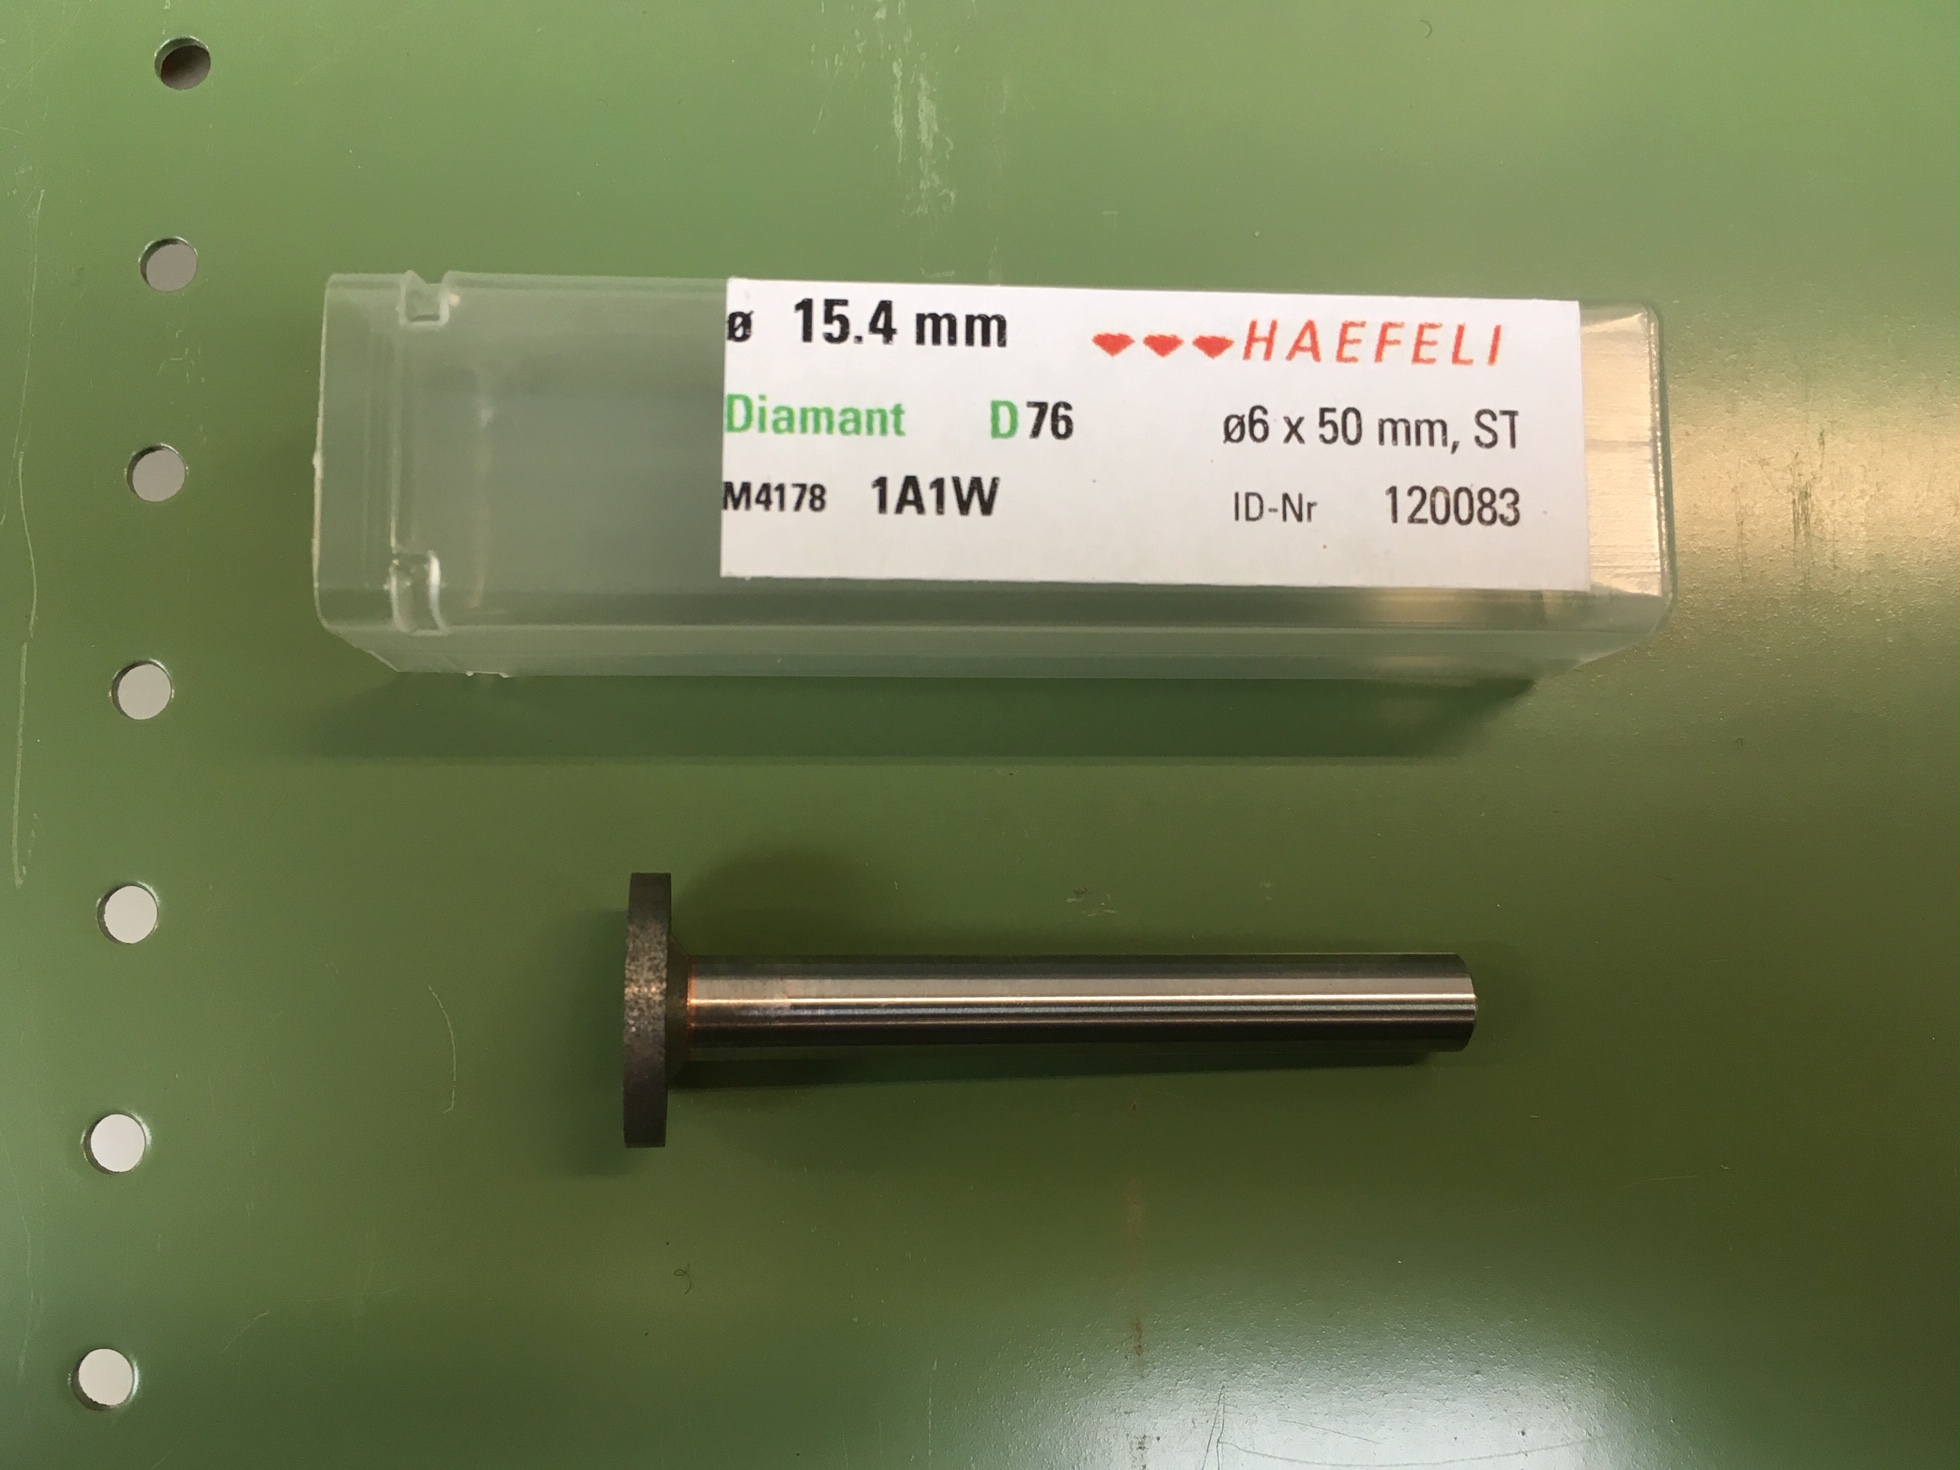 ø 15.4 mm HAEFELI
Diamant D76 ø6 x 50 mm, ST
M4178 1A1W ID-Nr 120083